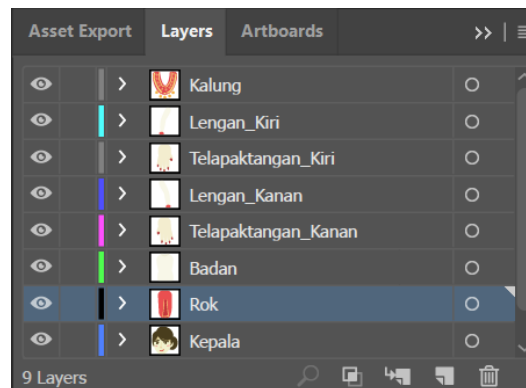 Asset Export Layers Artboards
Kalung
Lengan_Kiri
Telapaktangan_Kiri
Lengan_Kanan
Telapaktangan_Kanan
Badan
Rok
Kepala
9 Layers